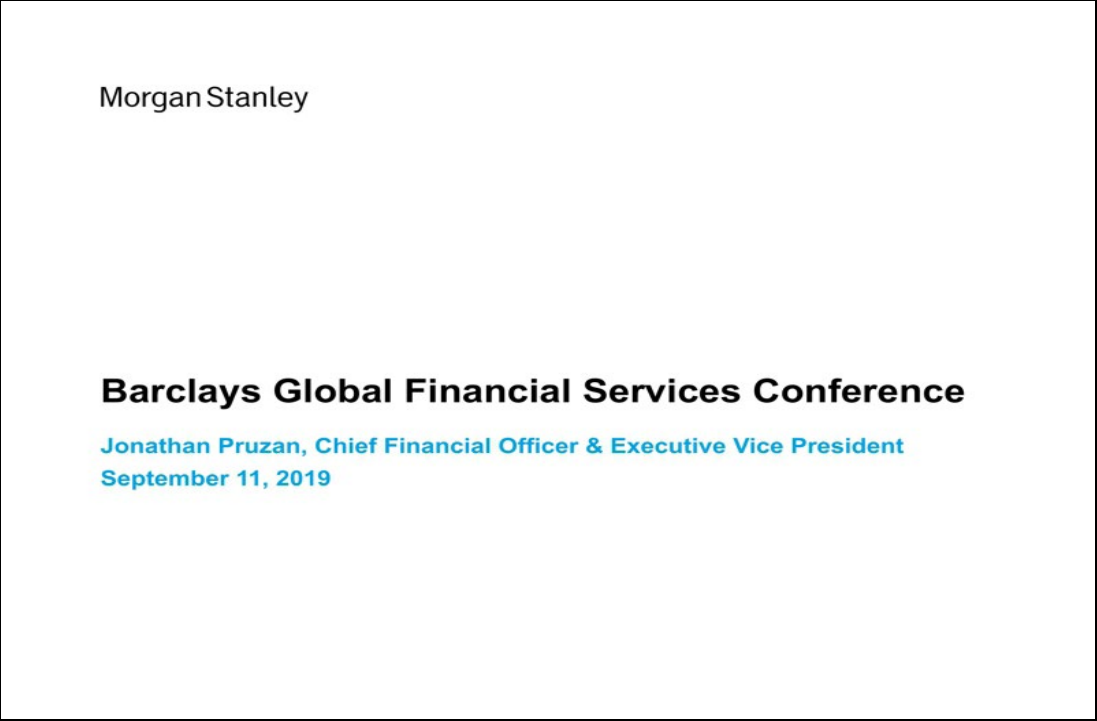 Morgan Stanley
Barclays Global Financial Services Conference
Jonathan Pruzan, Chief Financial Officer & Executive Vice President
September 11, 2019